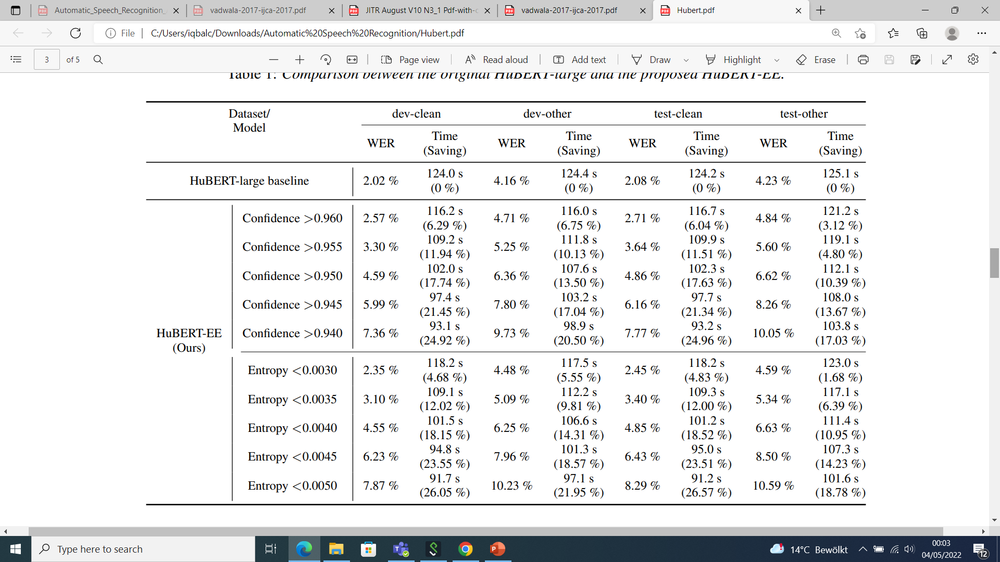 Automatic_Speech_Recognition_
vadwala-2017-ijca-2017.pdf
JITR August V10 N3_1 Pdf-with-c
vadwala-2017-ijca-2017.pdf
Hubert.pdf
File
C:/Users/iqbalc/Downloads/Automatic%20Speech%20Recognition/Hubert.pdf
3 of 5
Page view
Read aloud
Add text
Draw
Highlight
Erase
Table 1: Comparison between the original HuBERT-large and the proposed HuBERT-EE.
Dataset/ dev-clean dev-other test-clean test-other
Model
WER Time (Saving) WER Time (Saving) WER Time (Saving) WER Time (Saving)
HuBERT-large baseline 2.02 % 124.0 s (0 %) 4.16 % 124.4 s (0 %) 2.08 % 124.2 s (0 %) 4.23 % 125.1 s (0 %)
HuBERT-EE
(Ours)
Confidence >0.960 2.57 % 116.2 s (6.29 %) 4.71 % 116.0 s (6.75 %) 2.71 % 116.7 s (6.04 %) 4.84 % 121.2 s (3.12 %)
Confidence >0.955 3.30 % 109.2 s (11.94 %) 5.25 % 111.8 s (10.13 %) 3.64 % 109.9 s (11.51 %) 5.60 % 119.1 s (4.80 %)
Confidence >0.950 4.59 % 102.0 s (17.74 %) 6.36 % 107.6 s (13.50 %) 4.86 % 102.3 s (17.63 %) 6.62 % 112.1 s (10.39 %)
Confidence >0.945 5.99 % 97.4 s (21.45 %) 7.80 % 103.2 s (17.04 %) 6.16 % 97.7 s (21.34 %) 8.26 % 108.0 s (13.67 %)
Confidence >0.940 7.36 % 93.1 s (24.92 %) 9.73 % 98.9 s (20.50 %) 7.77 % 93.2 s (24.96 %) 10.05 % 103.8 s (17.03 %)
Entropy <0.0030 2.35 % 118.2 s (4.68 %) 4.48 % 117.5 s (5.55 %) 2.45 % 118.2 s (4.83 %) 4.59 % 123.0 s (1.68 %)
Entropy <0.0035 3.10 % 109.1 s (12.02 %) 5.09 % 112.2 s (9.81 %) 3.40 % 109.3 s (12.00 %) 5.34 % 117.1 s (6.39 %)
Entropy <0.0040 4.55 % 101.5 s (18.15 %) 6.25 % 106.6 s (14.31 %) 4.85 % 101.2 s (18.52 %) 6.63 % 111.4 s (10.95 %)
Entropy <0.0045 6.23 % 94.8 s (23.55 %) 7.96 % 101.3 s (18.57 %) 6.43 % 95.0 s (23.51 %) 8.50 % 107.3 s (14.23 %)
Entropy <0.0050 7.87 % 91.7 s (26.05 %) 10.23 % 97.1 s (21.95 %) 8.29 % 91.2 s (26.57 %) 10.59 % 101.6 s (18.78 %)
Type here to search
14°C Bewölkt
00:03
04/05/2022
12